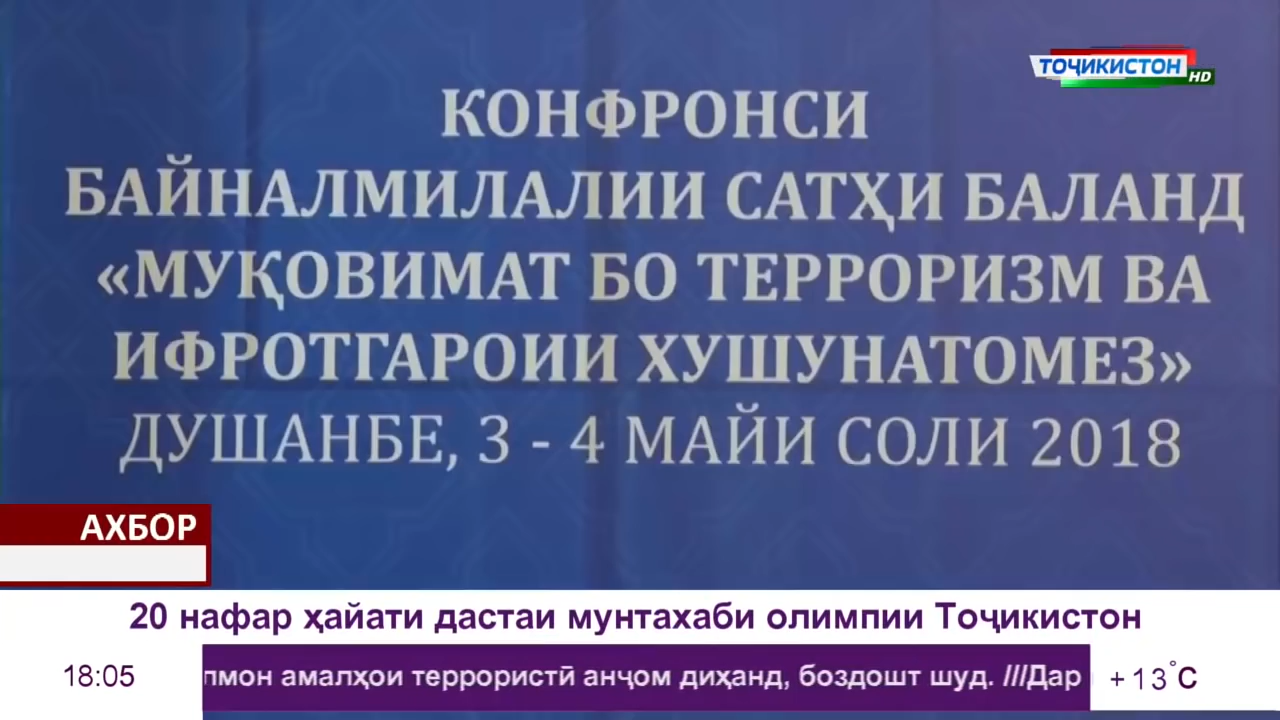 ТОҶИКИСТОН HD
КОНФРОНСИ
БАЙНАЛМИЛАЛИИ САТҲИ БАЛАНД
«МУҚОВИМАТ БО ТЕРРОРИЗМ ВА
ИФРОТГАРОИИ ХУШУНАТОМЕЗ»
ДУШАНБЕ, 3 - 4 МАЙИ СОЛИ 2018
АХБОР
20 нафар ҳайати дастаи мунтахаби олимпии Тоҷикистон
18:05
амалҳои террористӣ анҷом диҳанд, боздошт шуд. ///Дар
+13°C